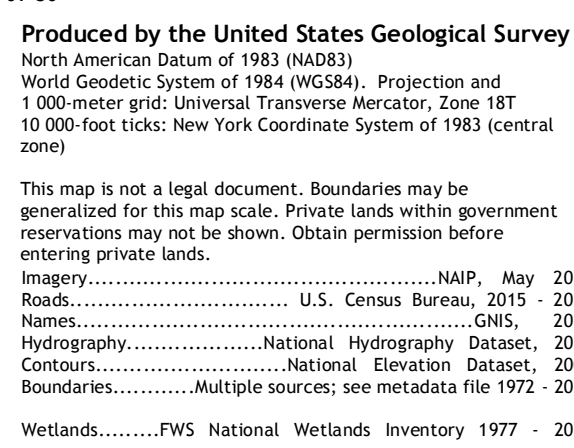 Produced by the United States Geological Survey
North American Datum of 1983 (NAD83)
World Geodetic System of 1984 (WGS84). Projection and
1 000-meter grid: Universal Transverse Mercator, Zone 18T
10 000-foot ticks: New York Coordinate System of 1983 (central
zone)
This map is not a legal document. Boundaries may be
generalized for this map scale. Private lands within government
reservations may not be shown. Obtain permission before
entering private lands.
Imagery................................................NAIP, May 20
Roads.............................. U.S. Census Bureau, 2015 - 20
Names......................................................GNIS, 20
Hydrography...................National Hydrography Dataset, 20
Contours..........................National Elevation Dataset, 20
Boundaries............Multiple sources; see metadata file 1972 - 20
Wetlands.........FWS National Wetlands Inventory 1977 - 20